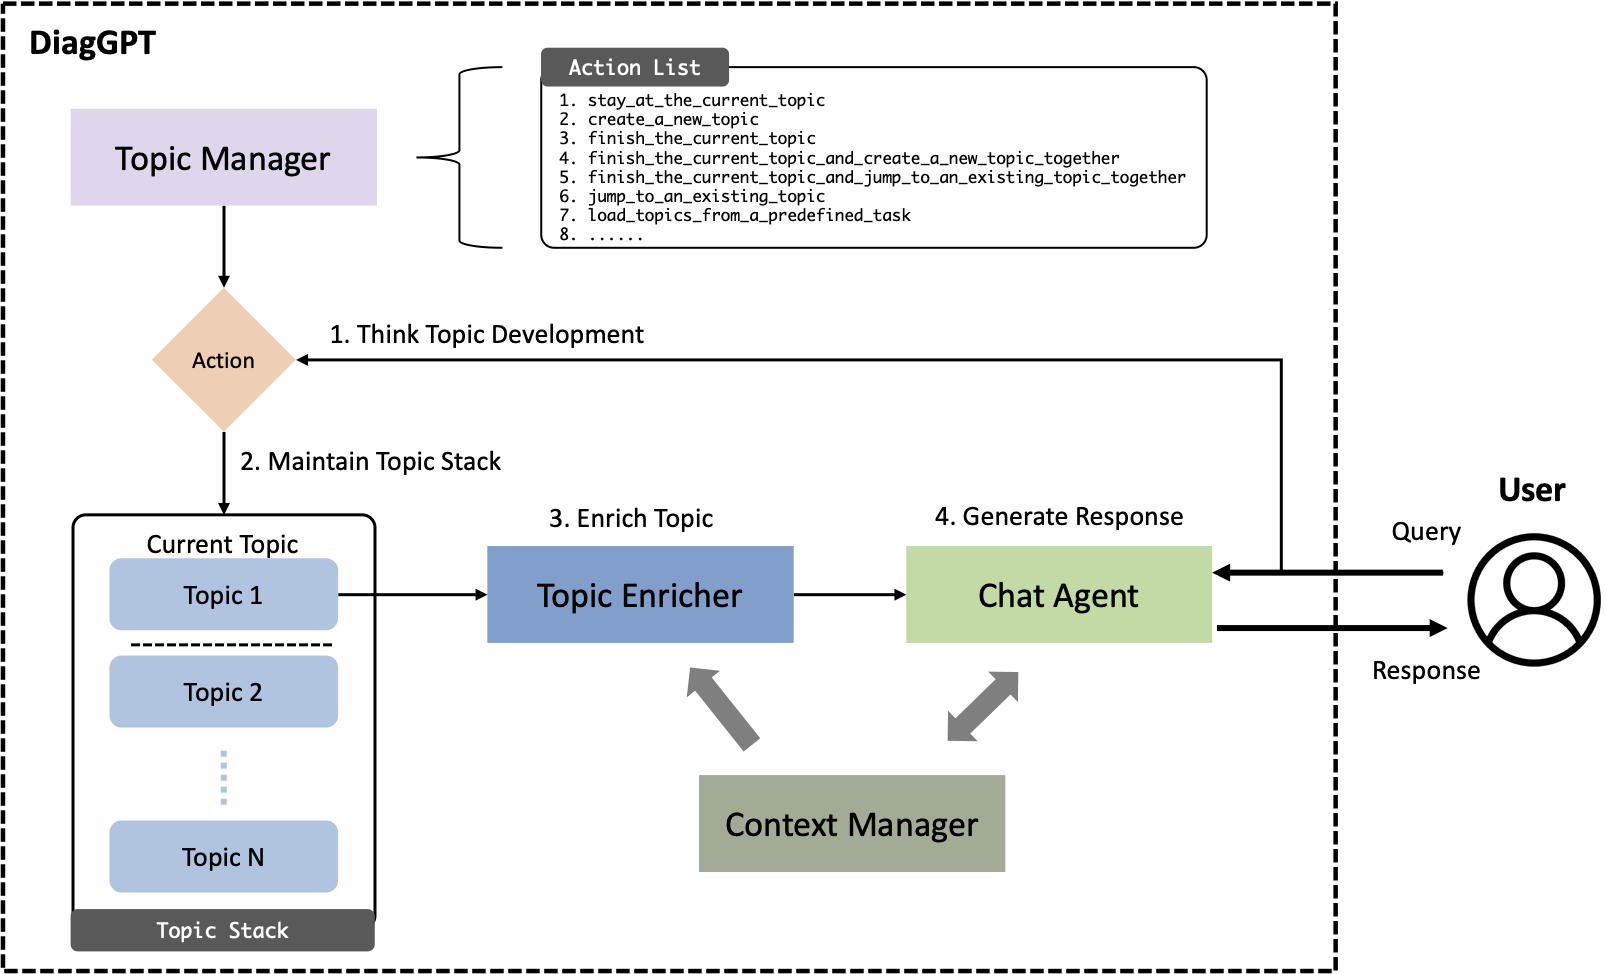 DiagGPT
Topic Manager
Action List
1. stay_at_the_current_topic
2. create_a_new_topic
3. finish_the_current_topic
4. finish_the_current_topic_and_create_a_new_topic_together
5. finish_the_current_topic_and_jump_to_an_existing_topic_together
6. jump_to_an_existing_topic
7. load_topics_from_a_predefined_task
8. ......
Action
1. Think Topic Development
2. Maintain Topic Stack
Current Topic
Topic 1
Topic 2
Topic N
Topic Stack
3. Enrich Topic
Topic Enricher
4. Generate Response
Chat Agent
Context Manager
User
Query
Response